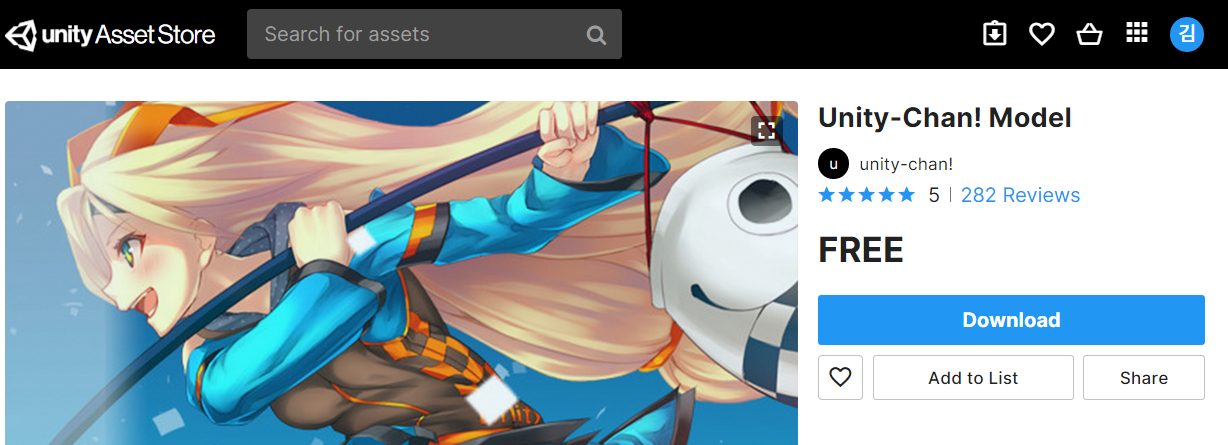 unity Asset Store
Search for assets
김
Unity-Chan! Model
u unity-chan!
5 | 282 Reviews
FREE
Download
Add to List
Share